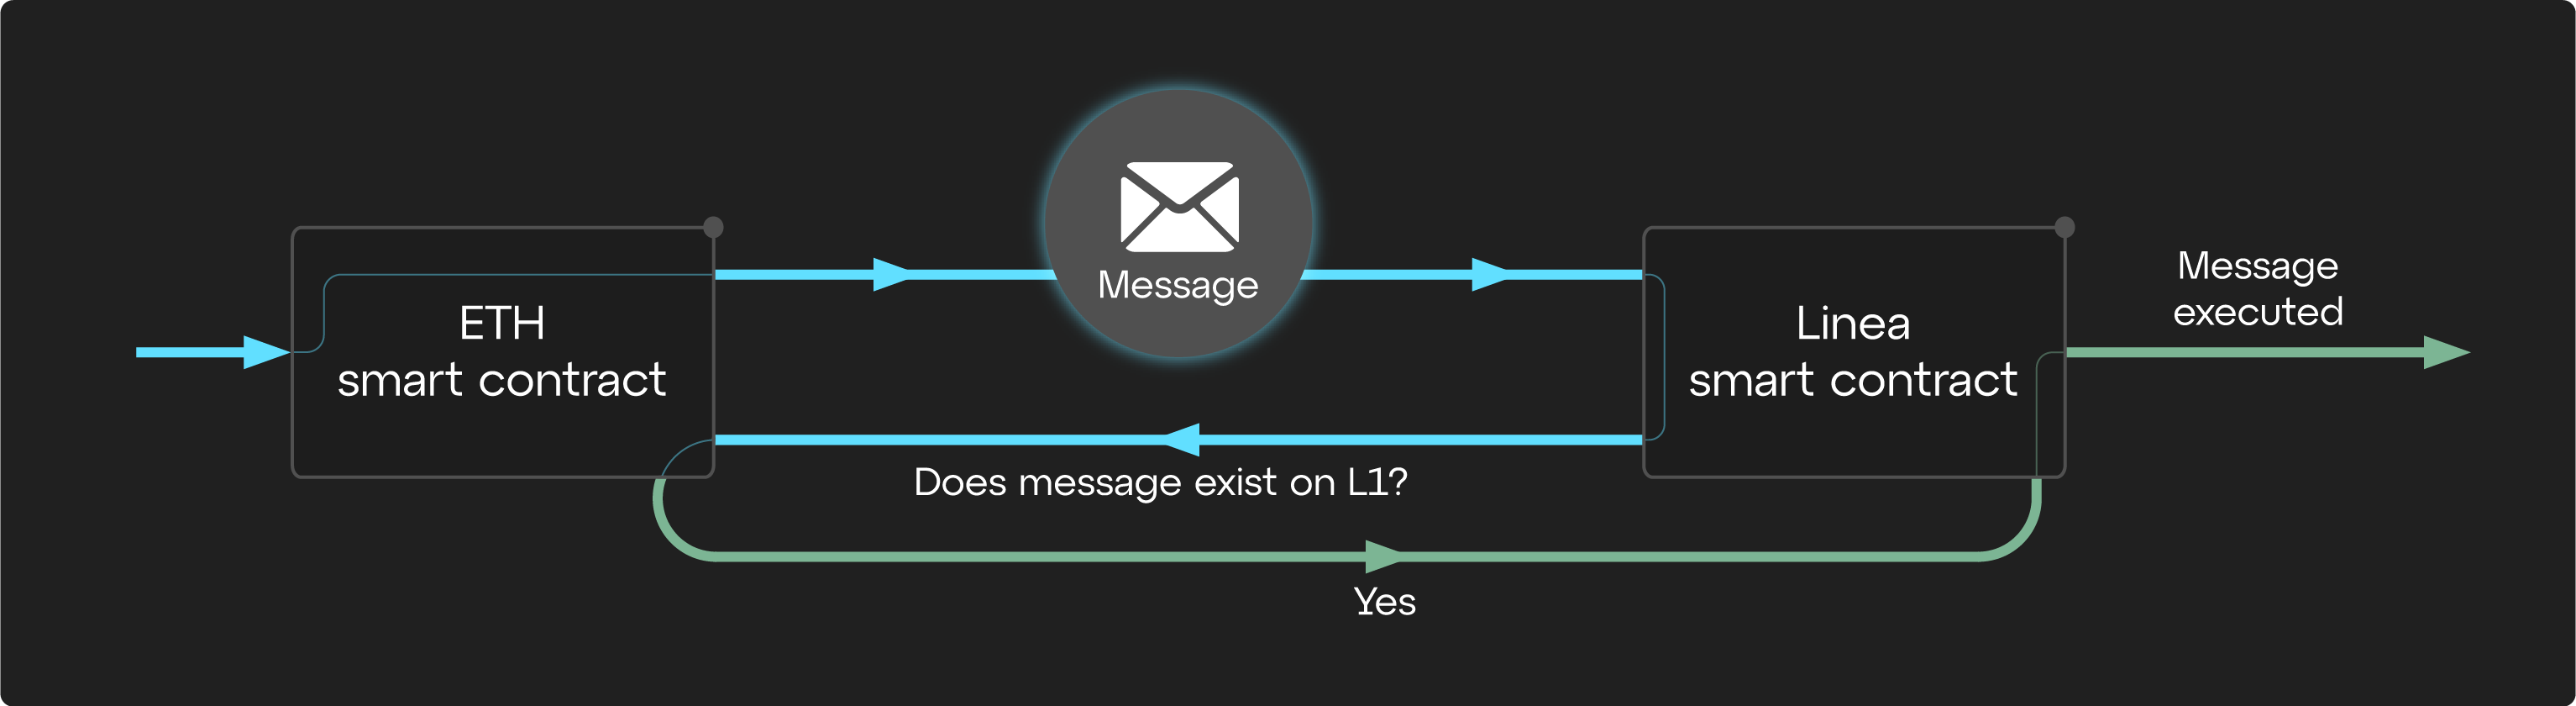 ETH
smart contract
Message
Linea
smart contract
Message
executed
Does message exist on L1?
Yes